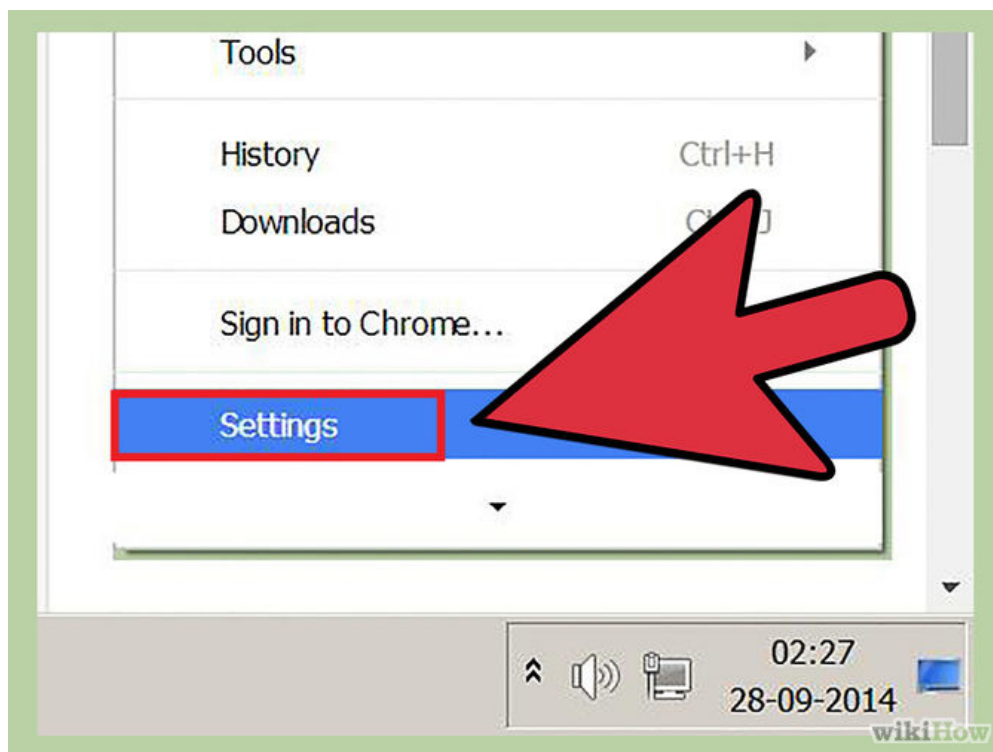 Tools
History Ctrl+H
Downloads
Sign in to Chrome...
Settings
02:27
28-09-2014
wikiHow